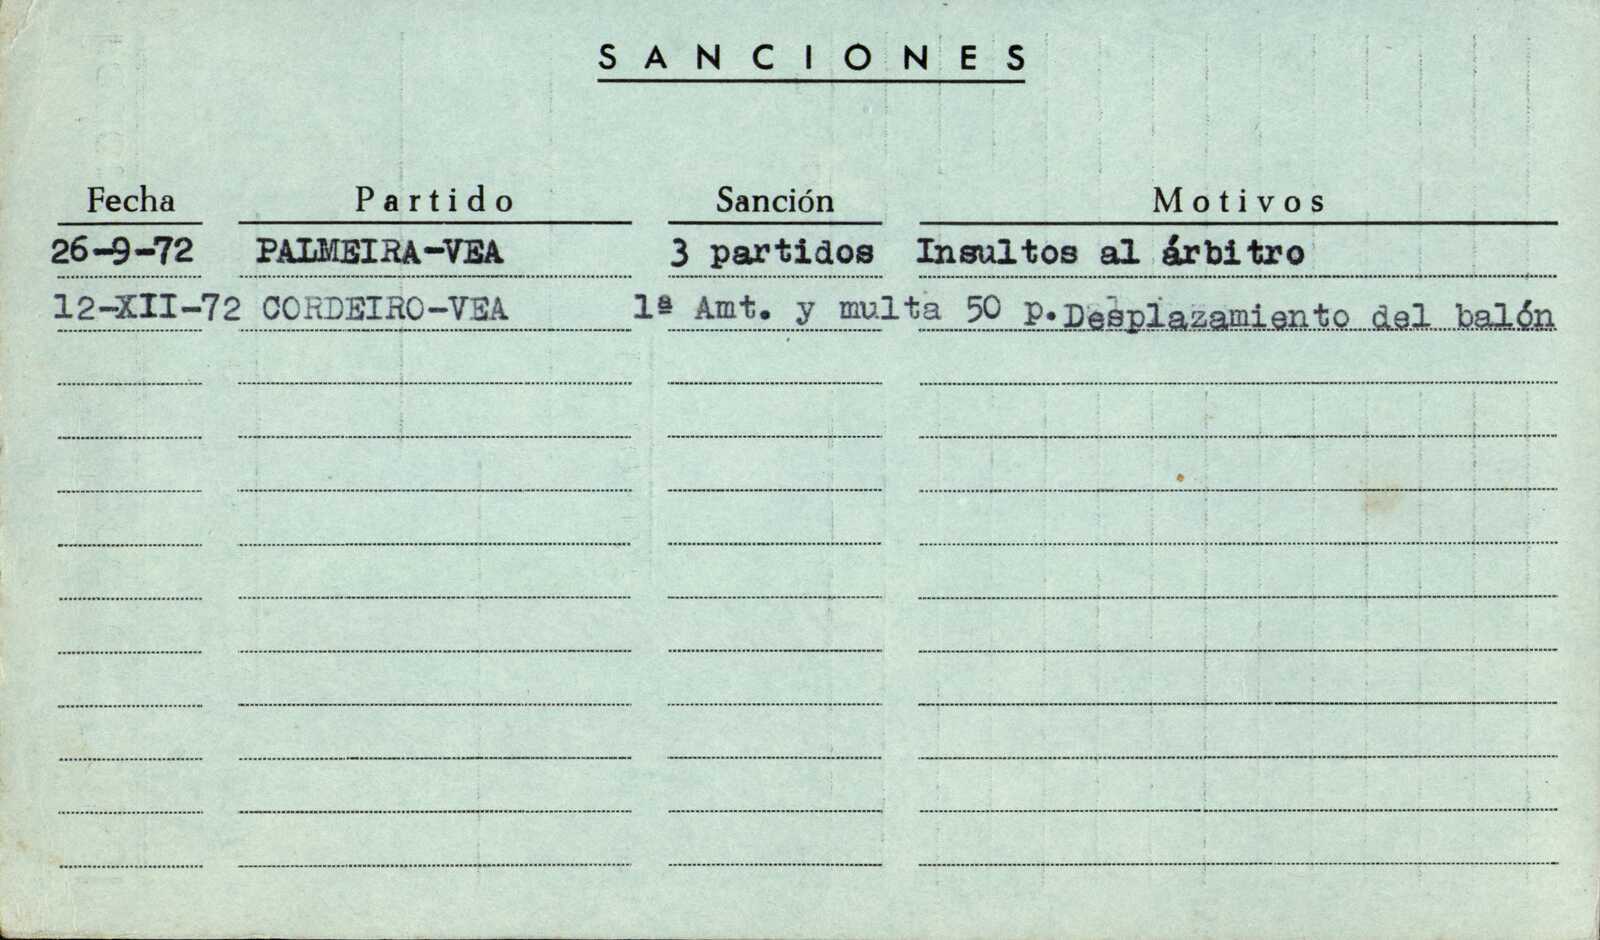 SANCIONES
Fecha Partido Sanción Motivos
26-9-72 PALMEIRA-VEA 3 partidos Insultos al árbitro
12-XII-72 CORDEIRO-VEA 1ª Amt. y multa 50 p. Desplazamiento del balón